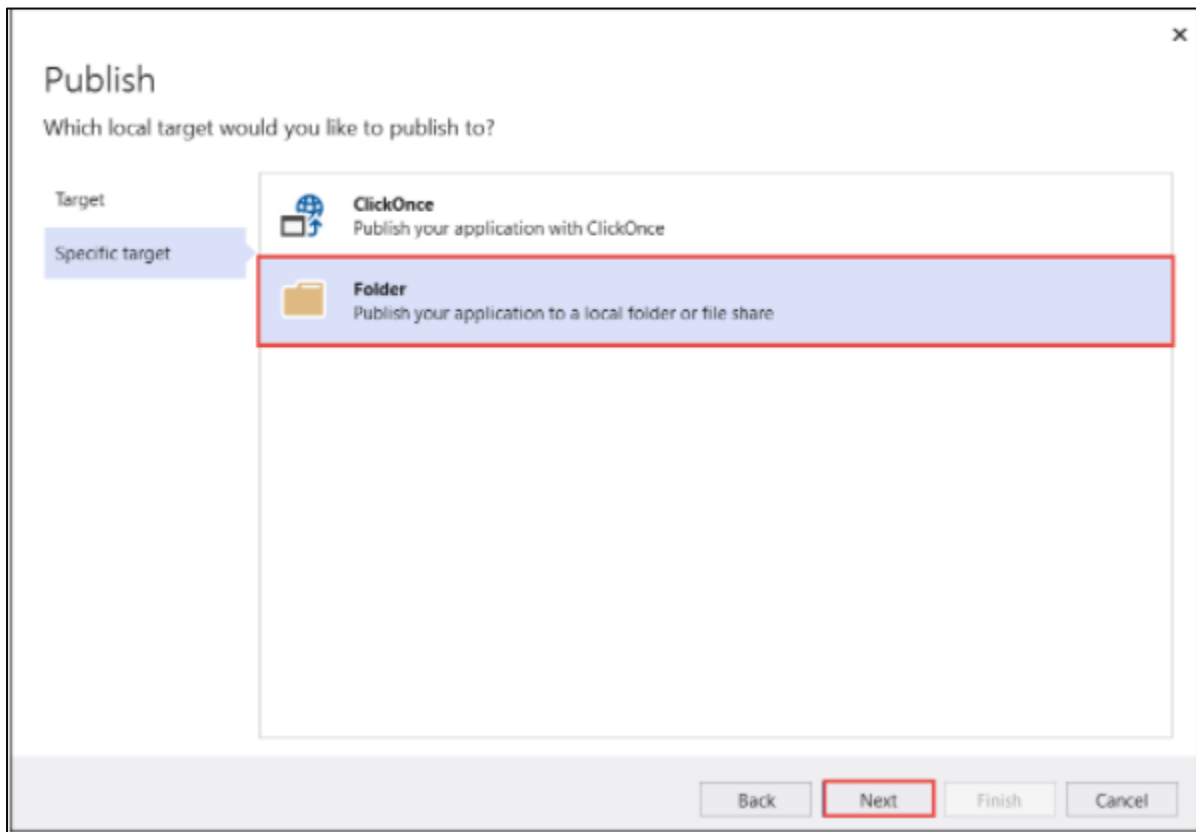 Publish
Which local target would you like to publish to?
Target
Specific target
ClickOnce
Publish your application with ClickOnce
Folder
Publish your application to a local folder or file share
Back Next Finish Cancel